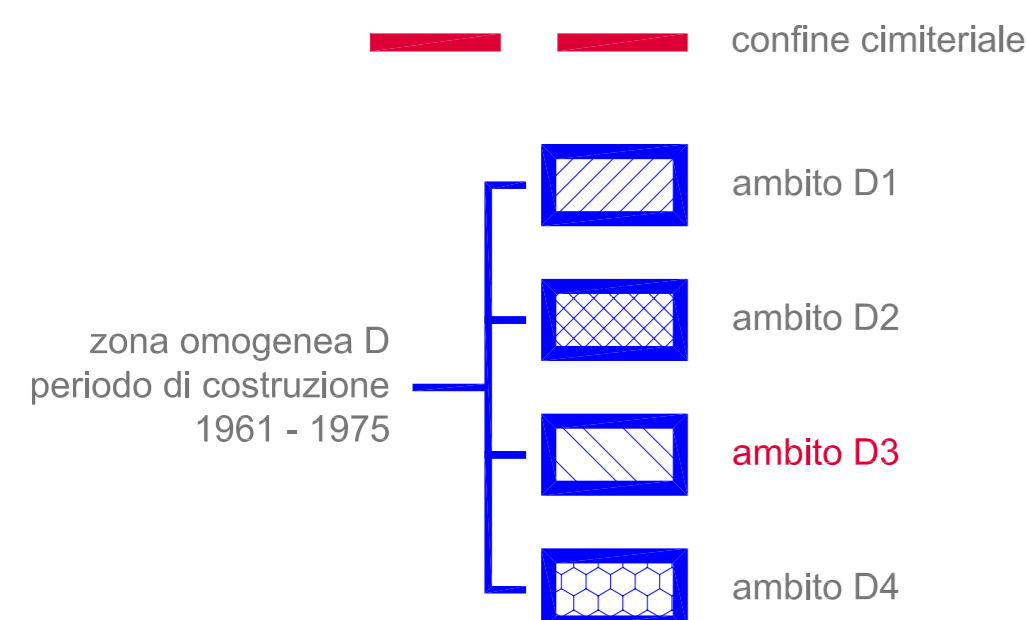 confine cimiteriale
ambito D1
ambito D2
zona omogenea D
periodo di costruzione
1961 - 1975
ambito D3
ambito D4